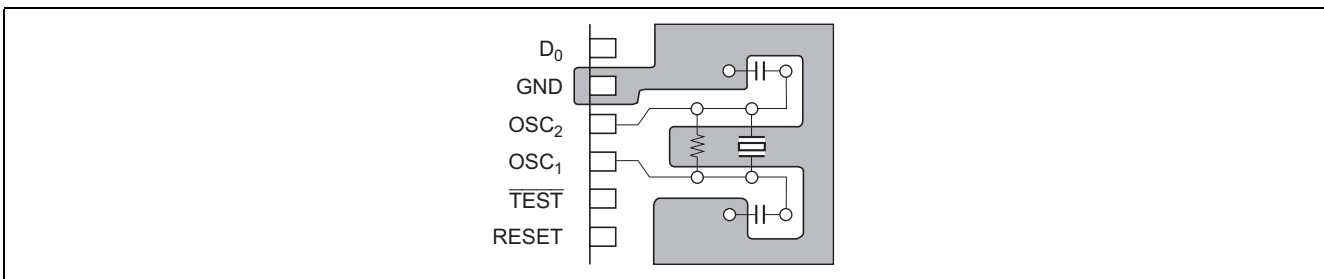 D0
GND
OSC2
OSC1
TEST
RESET